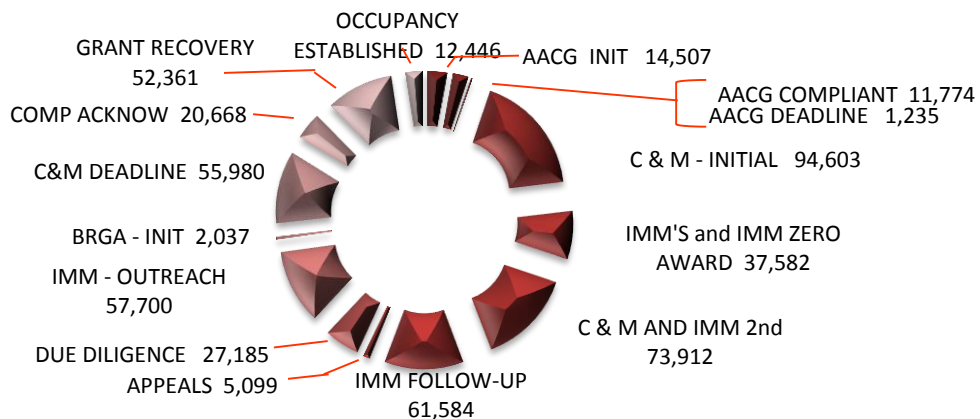 OCCUPANCY
ESTABLISHED 12,446
AACG INIT 14,507
AACG COMPLIANT 11,774
AACG DEADLINE 1,235
C & M - INITIAL 94,603
IMM'S and IMM ZERO
AWARD 37,582
C & M AND IMM 2nd
73,912
IMM FOLLOW-UP
61,584
APPEALS 5,099
DUE DILIGENCE 27,185
IMM - OUTREACH
57,700
BRGA - INIT 2,037
C&M DEADLINE 55,980
COMP ACKNOW 20,668
GRANT RECOVERY
52,361